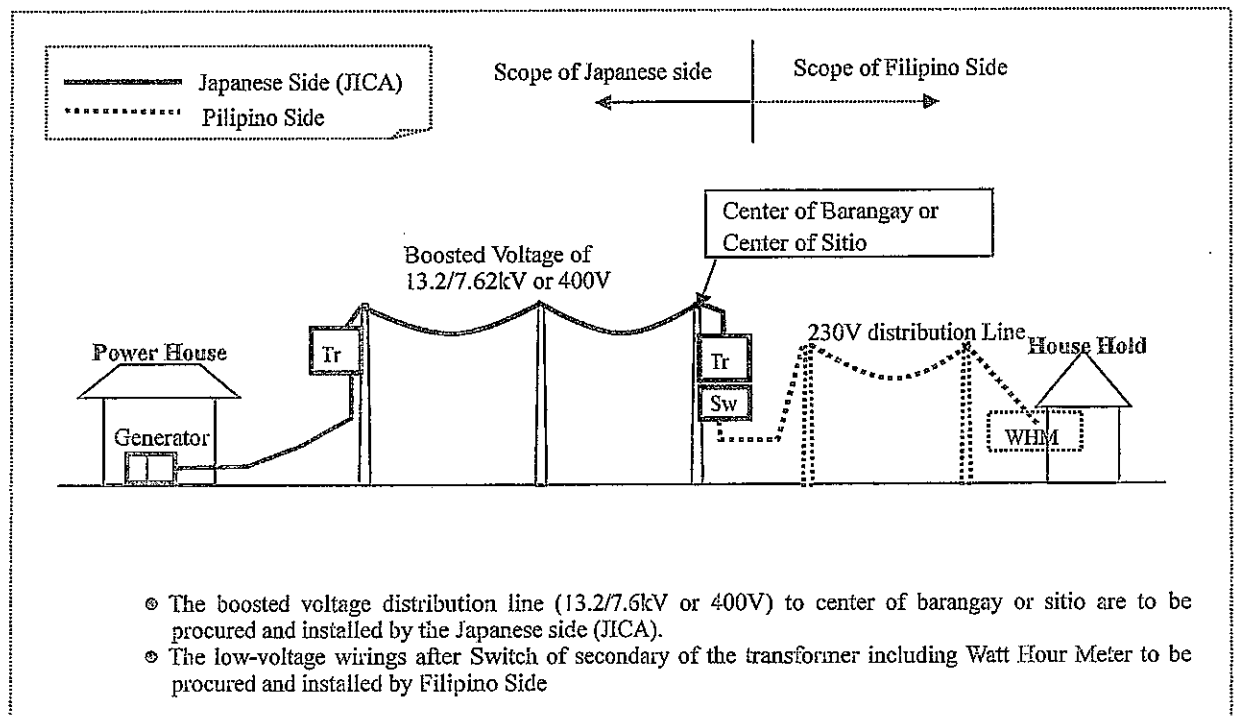 Japanese Side (JICA)
Pilipino Side
Scope of Japanese side
Scope of Filipino Side
Center of Barangay or
Center of Sitio
Boosted Voltage of
13.2/7.62kV or 400V
230V distribution Line
Power House
Tr
Tr
House Hold
Sw
Generator
WHM
The boosted voltage distribution line (13.2/7.6kV or 400V) to center of barangay or sitio are to be
procured and installed by the Japanese side (JICA).
The low-voltage wirings after Switch of secondary of the transformer including Watt Hour Meter to be
procured and installed by Filipino Side